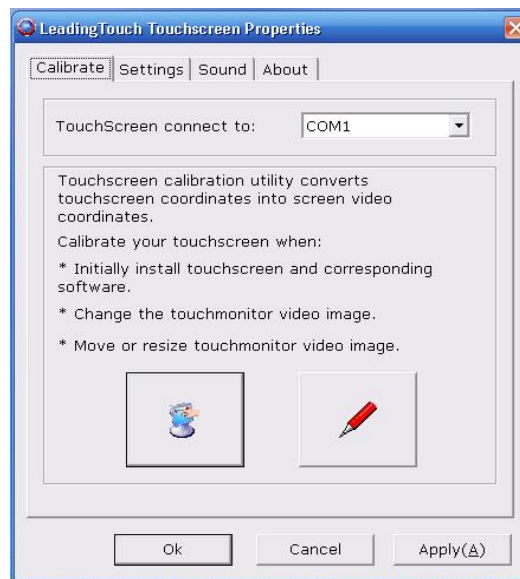 LeadingTouch Touchscreen Properties
Calibrate Settings Sound About
TouchScreen connect to: COM1
Touchscreen calibration utility converts
touchscreen coordinates into screen video
coordinates.
Calibrate your touchscreen when:
* Initially install touchscreen and corresponding
software.
* Change the touchmonitor video image.
* Move or resize touchmonitor video image.
Ok Cancel Apply(A)